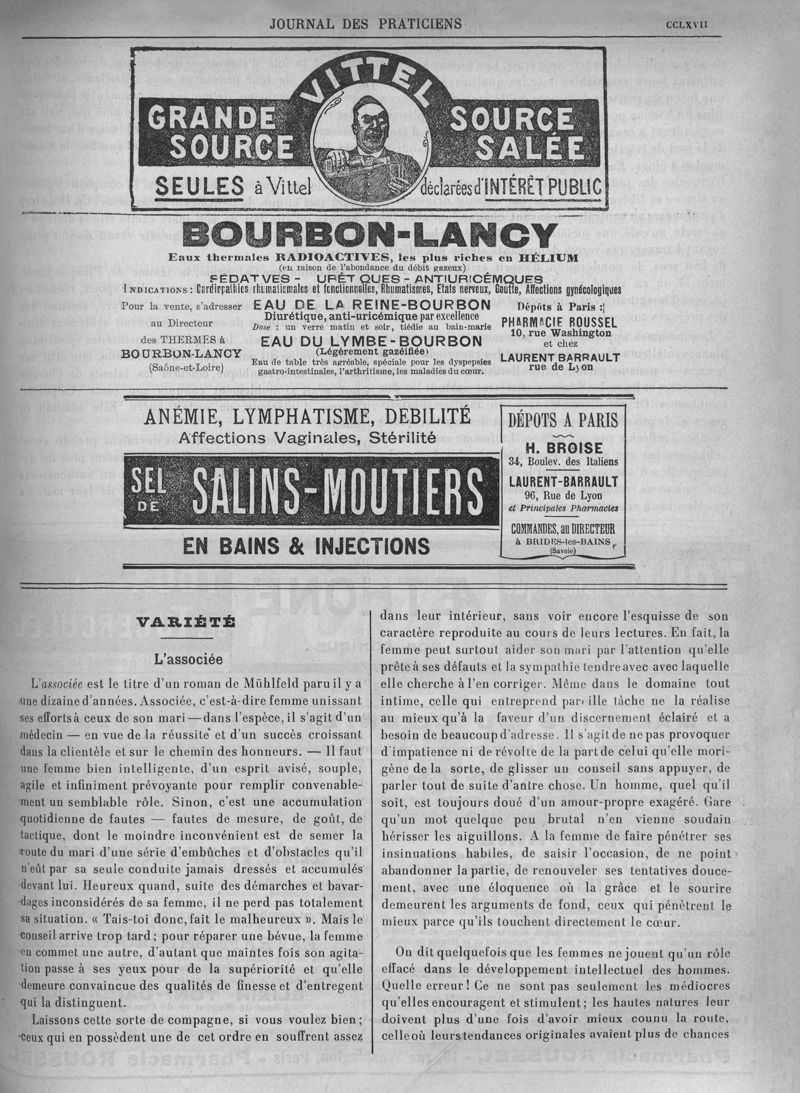 JOURNAL DES PRATICIENS
CCLXVII
VITTEL
GRANDE SOURCE
SOURCE SALÉE
SEULES à Vittel
déclarées d'INTÉRÊT PUBLIC
BOURBON-LANCY
Eaux thermales RADIOACTIVES, les plus riches en HÉLIUM
(en raison de l'abondance du débit gazeux)
SÉDATVES - URÉT QUES - ANTIURICÉMQUES
INDICATIONS: Cardiopathies rhumatismales et fonctionnelles, Rhumatismes, Etats nerveux, Goutte, Affections gynécologiques
Pour la vente, s'adresser
au Directeur
des THERMES à
BOURBON-LANCY
(Saône-et-Loire)
EAU DE LA REINE-BOURBON
Diurétique, anti-uricémique par excellence
Dose : un verre matin et soir, tiédie au bain-marie
EAU DU LYMBE-BOURBON
(Légèrement gazéifiée)
Eau de table très agréable, spéciale pour les dyspepsies
gastro-intestinales, l'arthritisme, les maladies du cœur.
Dépôts à Paris :
PHARMACIE ROUSSEL
10, rue Washington
et chez
LAURENT BARRAULT
rue de Lyon
ANÉMIE, LYMPHATISME, DEBILITÉ
Affections Vaginales, Stérilité
SEL DE SALINS-MOUTIERS
EN BAINS & INJECTIONS
DÉPOTS A PARIS
H. BROISE
34, Boulev. des Italiens
LAURENT-BARRAULT
96, Rue de Lyon
et Principales Pharmacies
COMMANDES, au DIRECTEUR
à BRIDES-les-BAINS
(Savoie)
VARIÉTÉ
L'associée
L'associée est le titre d'un roman de Mühlfeld paru il y a
une dizaine d'années. Associée, c'est-à-dire femme unissant
ses efforts à ceux de son mari — dans l'espèce, il s'agit d'un
médecin — en vue de la réussite et d'un succès croissant
dans la clientèle et sur le chemin des honneurs. — Il faut
une femme bien intelligente, d'un esprit avisé, souple,
agile et infiniment prévoyante pour remplir convenable-
ment un semblable rôle. Sinon, c'est une accumulation
quotidienne de fautes — fautes de mesure, de goût, de
tactique, dont le moindre inconvénient est de semer la
route du mari d'une série d'embûches et d'obstacles qu'il
n'eût par sa seule conduite jamais dressés et accumulés
devant lui. Heureux quand, suite des démarches et bavar-
dages inconsidérés de sa femme, il ne perd pas totalement
sa situation. « Tais-toi donc, fait le malheureux ». Mais le
conseil arrive trop tard ; pour réparer une bévue, la femme
en commet une autre, d'autant que maintes fois son agita-
tion passe à ses yeux pour de la supériorité et qu'elle
demeure convaincue des qualités de finesse et d'entregent
qui la distinguent.
Laissons cette sorte de compagne, si vous voulez bien ;
ceux qui en possèdent une de cet ordre en souffrent assez
dans leur intérieur, sans voir encore l'esquisse de son
caractère reproduite au cours de leurs lectures. En fait, la
femme peut surtout aider son mari par l'attention qu'elle
prête à ses défauts et la sympathie tendre avec avec laquelle
elle cherche à l'en corriger. Même dans le domaine tout
intime, celle qui entreprend pareille tâche ne la réalise
au mieux qu'à la faveur d'un discernement éclairé et a
besoin de beaucoup d'adresse. Il s'agit de ne pas provoquer
d'impatience ni de révolte de la part de celui qu'elle mori-
gène de la sorte, de glisser un conseil sans appuyer, de
parler tout de suite d'antre chose. Un homme, quel qu'il
soit, est toujours doué d'un amour-propre exagéré. Gare
qu'un mot quelque peu brutal n'en vienne soudain
hérisser les aiguillons. A la femme de faire pénétrer ses
insinuations habiles, de saisir l'occasion, de ne point
abandonner la partie, de renouveler ses tentatives douce-
ment, avec une éloquence où la grâce et le sourire
demeurent les arguments de fond, ceux qui pénètrent le
mieux parce qu'ils touchent directement le cœur.
On dit quelquefois que les femmes ne jouent qu'un rôle
effacé dans le développement intellectuel des hommes.
Quelle erreur ! Ce ne sont pas seulement les médiocres
qu'elles encouragent et stimulent ; les hautes natures leur
doivent plus d'une fois d'avoir mieux counu la route,
celle où leurs tendances originales avaient plus de chances